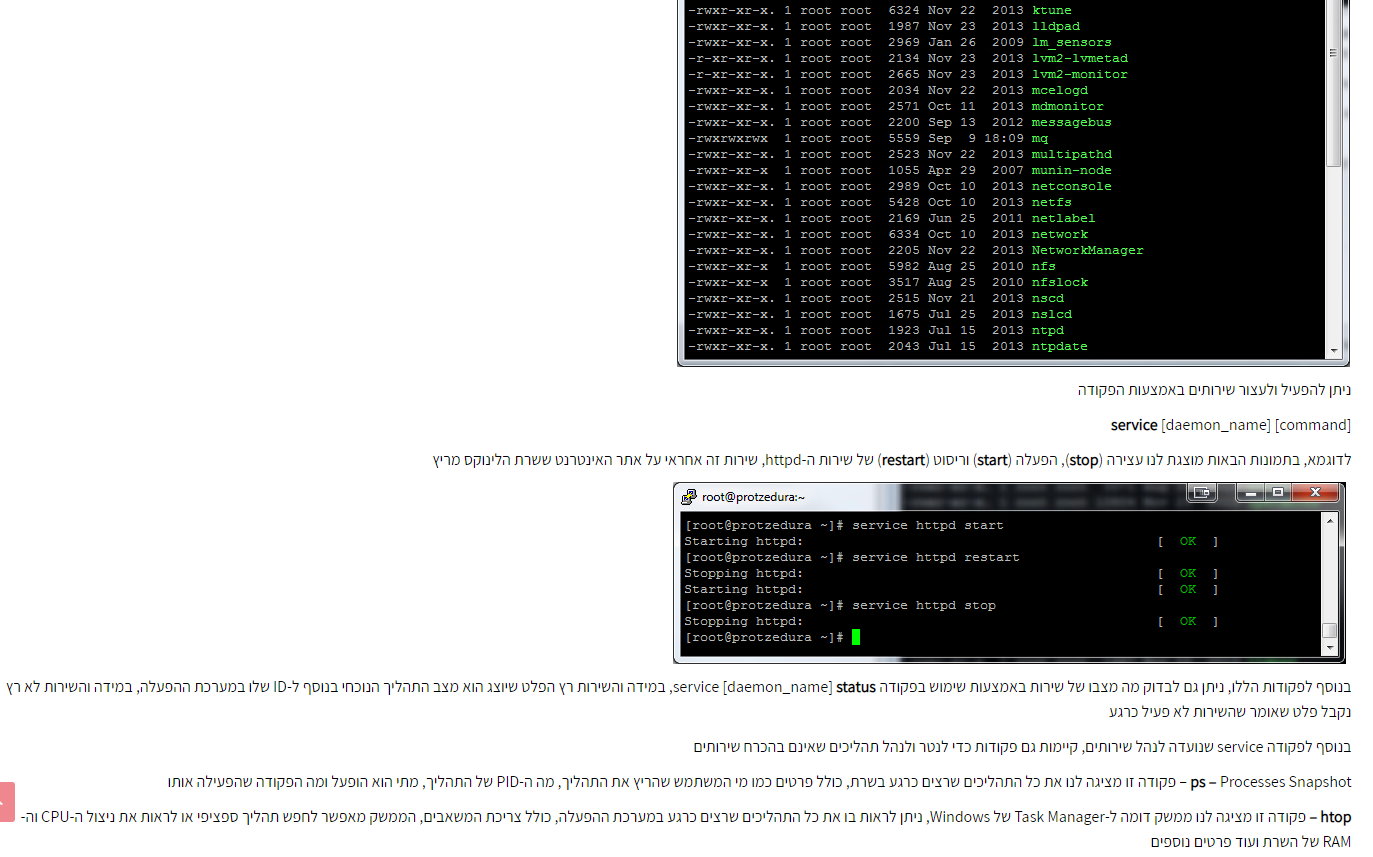 -rwxr-xr-x. 1 root root  6324 Nov 22  2013 ktune
-rwxr-xr-x. 1 root root  1987 Nov 23  2013 lldpad
-rwxr-xr-x. 1 root root  2969 Jan 26  2009 lm_sensors
-r-xr-xr-x. 1 root root  2134 Nov 23  2013 lvm2-lvmetad
-r-xr-xr-x. 1 root root  2665 Nov 23  2013 lvm2-monitor
-rwxr-xr-x. 1 root root  2034 Nov 22  2013 mcelogd
-rwxr-xr-x. 1 root root  2571 Oct 11  2013 mdmonitor
-rwxr-xr-x. 1 root root  2200 Sep 13  2012 messagebus
-rwxrwxrwx  1 root root  5559 Sep  9 18:09 mq
-rwxr-xr-x. 1 root root  2523 Nov 22  2013 multipathd
-rwxr-xr-x  1 root root  1055 Apr 29  2007 munin-node
-rwxr-xr-x. 1 root root  2989 Oct 10  2013 netconsole
-rwxr-xr-x. 1 root root  5428 Oct 10  2013 netfs
-rwxr-xr-x. 1 root root  2169 Jun 25  2011 netlabel
-rwxr-xr-x. 1 root root  6334 Oct 10  2013 network
-rwxr-xr-x. 1 root root  2205 Nov 22  2013 NetworkManager
-rwxr-xr-x  1 root root  5982 Aug 25  2010 nfs
-rwxr-xr-x  1 root root  3517 Aug 25  2010 nfslock
-rwxr-xr-x. 1 root root  2515 Nov 21  2013 nscd
-rwxr-xr-x. 1 root root  1675 Jul 25  2013 nslcd
-rwxr-xr-x. 1 root root  1923 Jul 15  2013 ntpd
-rwxr-xr-x. 1 root root  2043 Jul 15  2013 ntpdate
ניתן להפעיל ולעצור שירותים באמצעות הפקודה
service [daemon_name] [command]
לדוגמא, בתמונות הבאות מוצגת לנו עצירה (stop), הפעלה (start) וריסוט (restart) של שירות ה-httpd, שירות זה אחראי על אתר האינטרנט ששרת הלינוקס מריץ
root@protzedura:~
[root@protzedura ~]# service httpd start
Starting httpd: [ OK ]
[root@protzedura ~]# service httpd restart
Stopping httpd: [ OK ]
Starting httpd: [ OK ]
[root@protzedura ~]# service httpd stop
Stopping httpd: [ OK ]
[root@protzedura ~]#
בנוסף לפקודות הללו, ניתן גם לבדוק מה מצבו של שירות באמצעות שימוש בפקודה service [daemon_name] status, במידה והשירות רץ הפלט שיוצג הוא מצב התהליך הנוכחי בנוסף ל-ID שלו במערכת ההפעלה, במידה והשירות לא רץ
נקבל פלט שאומר שהשירות לא פעיל כרגע
בנוסף לפקודה service שנועדה לנהל שירותים, קיימות גם פקודות כדי לנטר ולנהל תהליכים שאינם בהכרח שירותים
ps – Processes Snapshot – פקודה זו מציגה לנו את כל התהליכים שרצים כרגע בשרת, כולל פרטים כמו מי המשתמש שהריץ את התהליך, מה ה-PID של התהליך, מתי הוא הופעל ומה הפקודה שהפעילה אותו
htop – פקודה זו מציגה לנו ממשק דומה ל-Task Manager של Windows, ניתן לראות בו את כל התהליכים שרצים כרגע במערכת ההפעלה, כולל צריכת המשאבים, הממשק מאפשר לחפש תהליך ספציפי או לראות את ניצול ה-CPU וה-
RAM של השרת ועוד פרטים נוספים